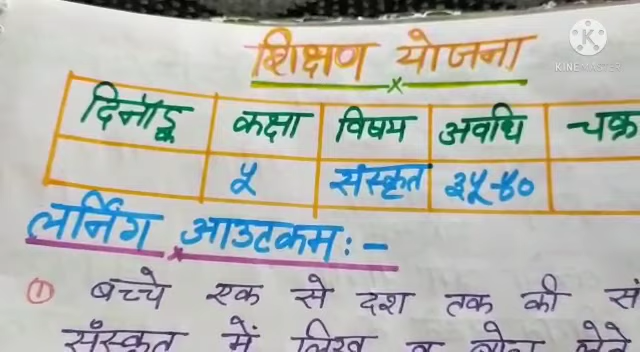 शिक्षण योजना
KINEMASTER
दिनाङ्क कक्षा विषय अवधि चक्र
५ संस्कृत ३५-४०
लर्निंग आउटकम :-
① बच्चे एक से दश तक की सं
संस्कृत में लिख व बोल लेते